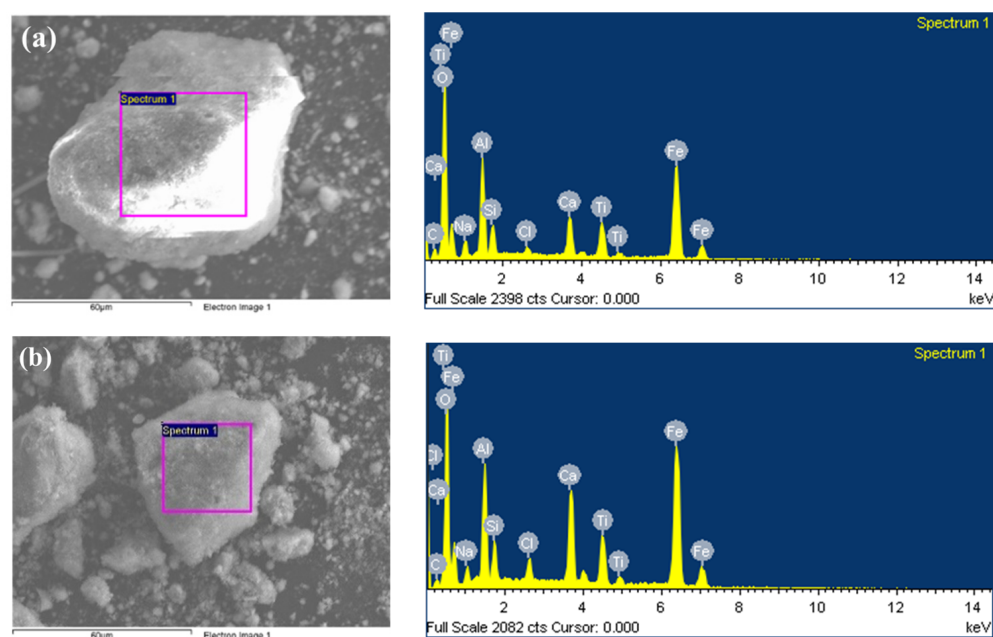 (a)
Spectrum 1
60µm
Electron Image 1
Spectrum 1
Fe
Ti
O
Ca
C
Na
Al
Si
Cl
Ca
Ti
Ti
Fe
Fe
2 4 6 8 10 12 14
Full Scale 2398 cts Cursor: 0.000
keV
(b)
Spectrum 1
60µm
Electron Image 1
Spectrum 1
Ti
Fe
O
Cl
Ca
C
Na
Al
Si
Cl
Ca
Ti
Ti
Fe
Fe
2 4 6 8 10 12 14
Full Scale 2082 cts Cursor: 0.000
keV